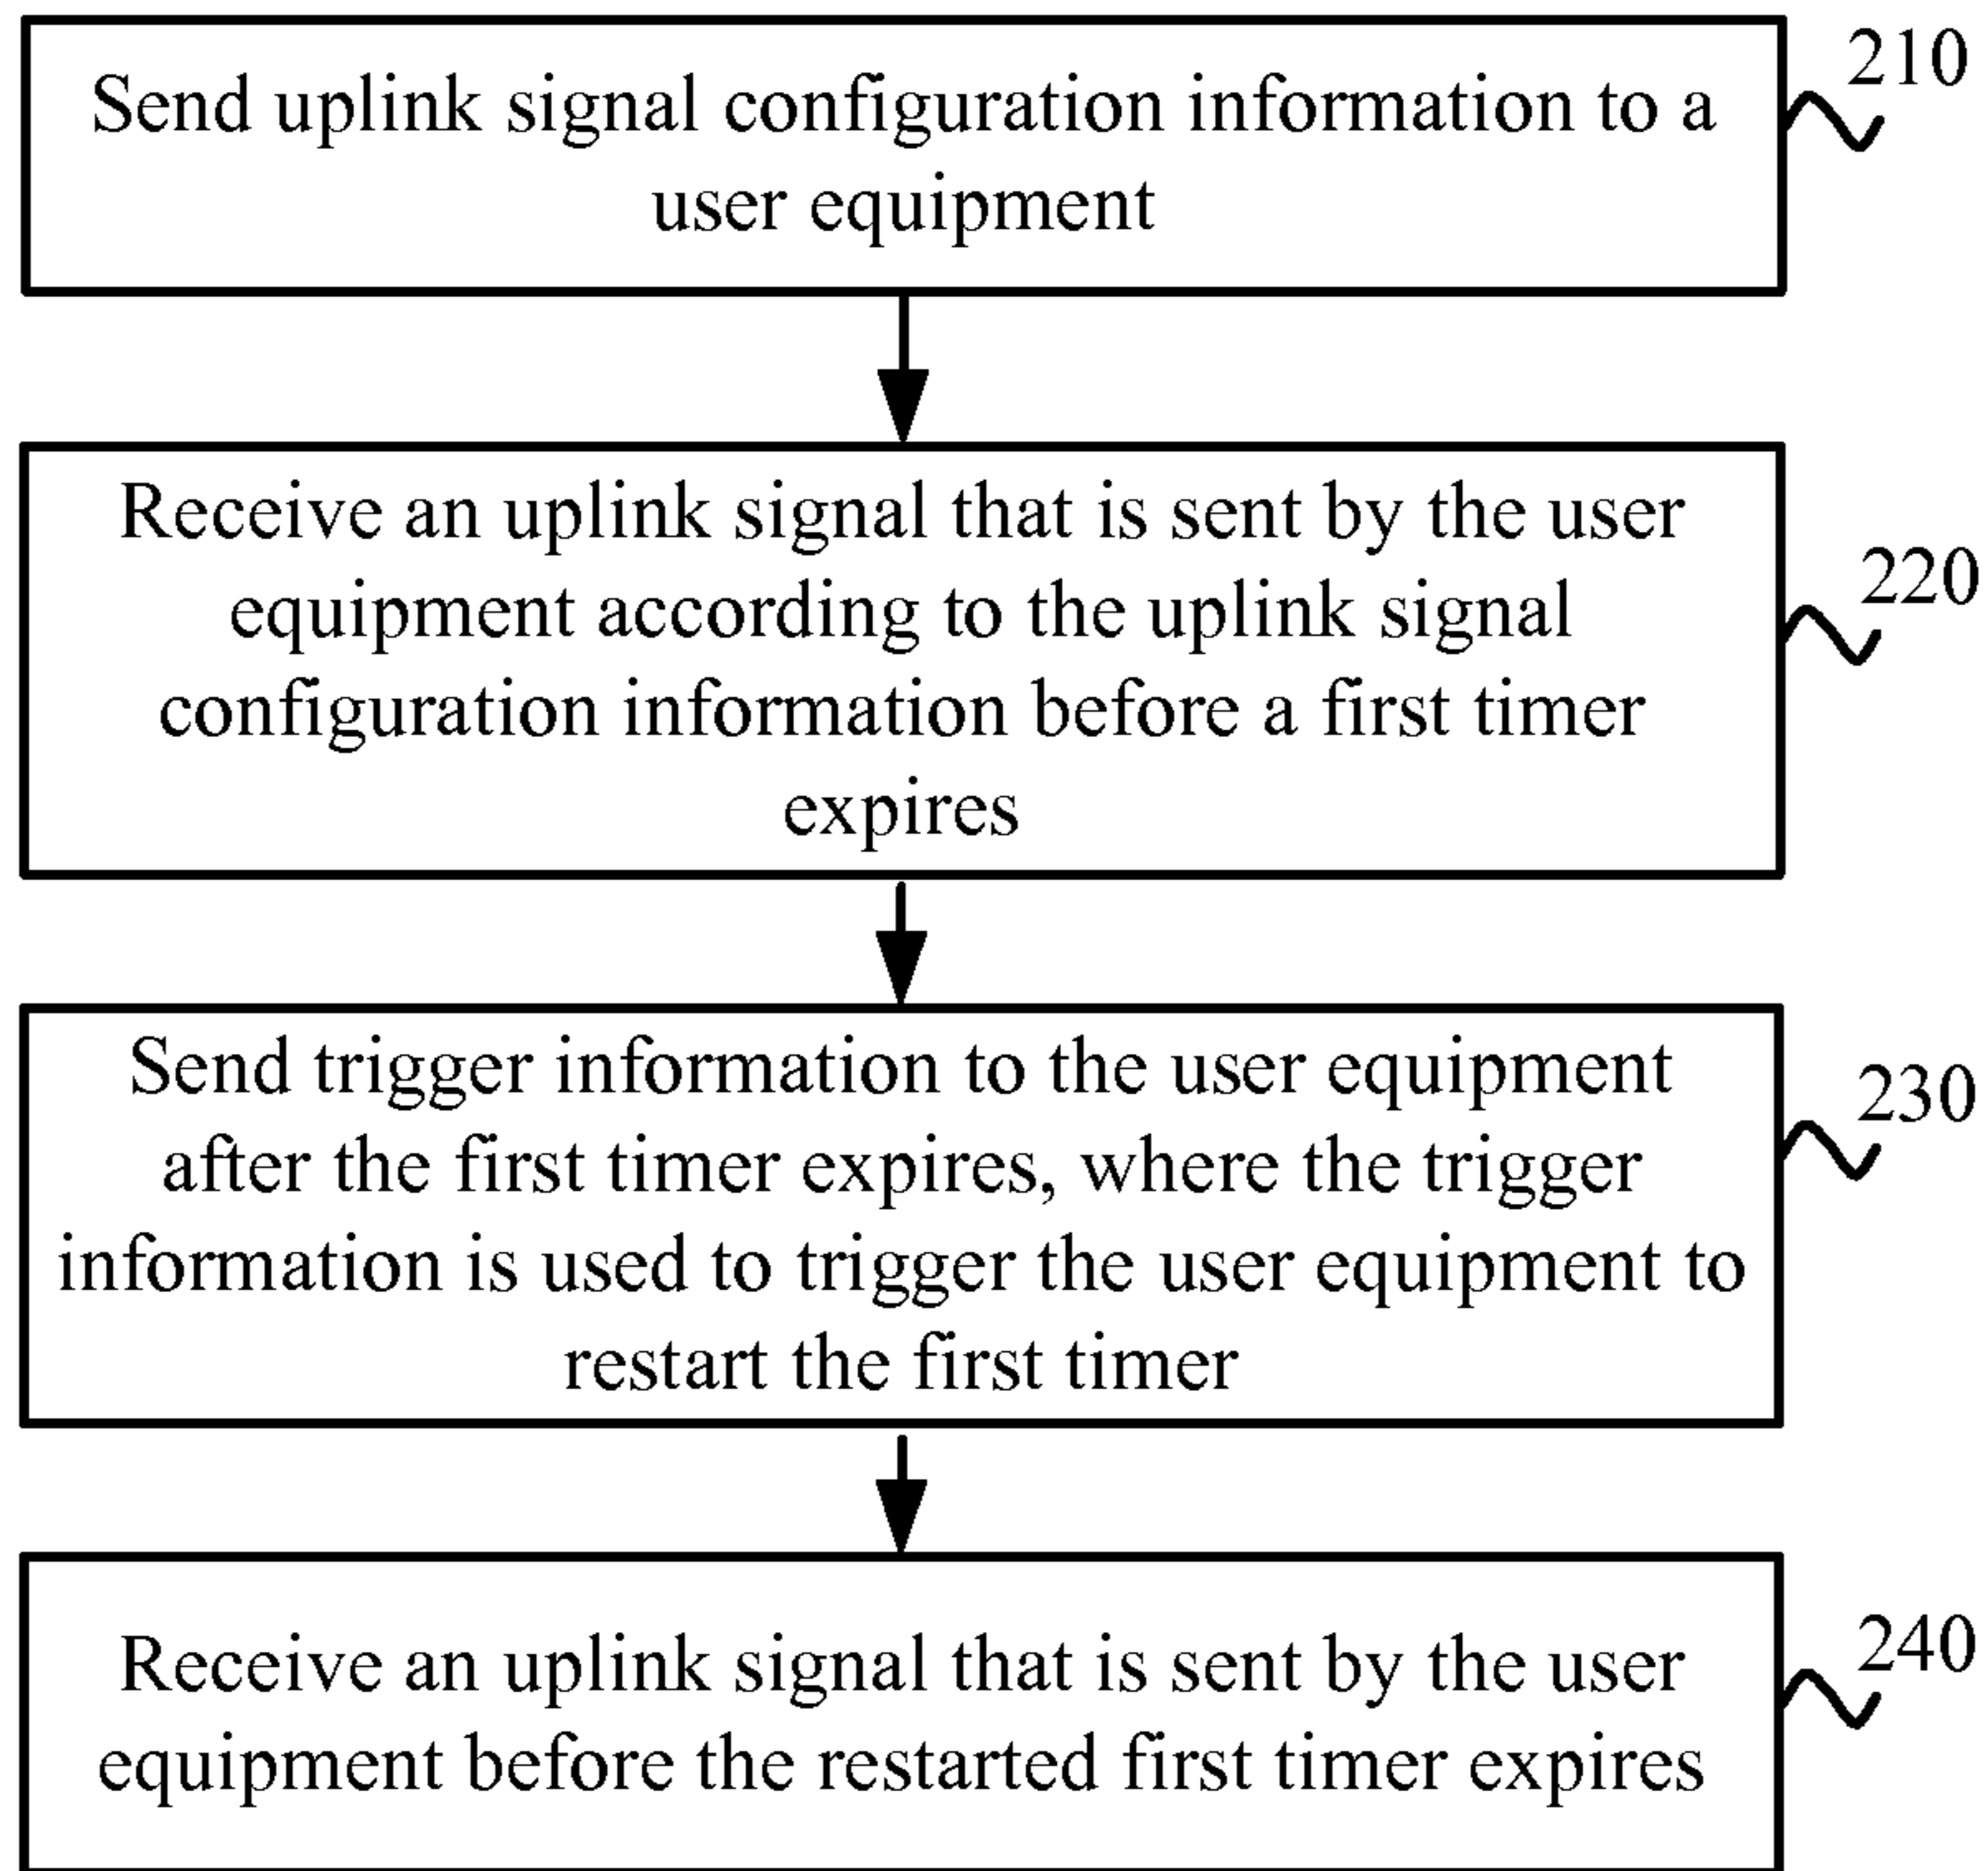 210
Send uplink signal configuration information to a
user equipment
Receive an uplink signal that is sent by the user
equipment according to the uplink signal
configuration information before a first timer
expires
220
Send trigger information to the user equipment
after the first timer expires, where the trigger
information is used to trigger the user equipment to
restart the first timer
230
Receive an uplink signal that is sent by the user
equipment before the restarted first timer expires
240